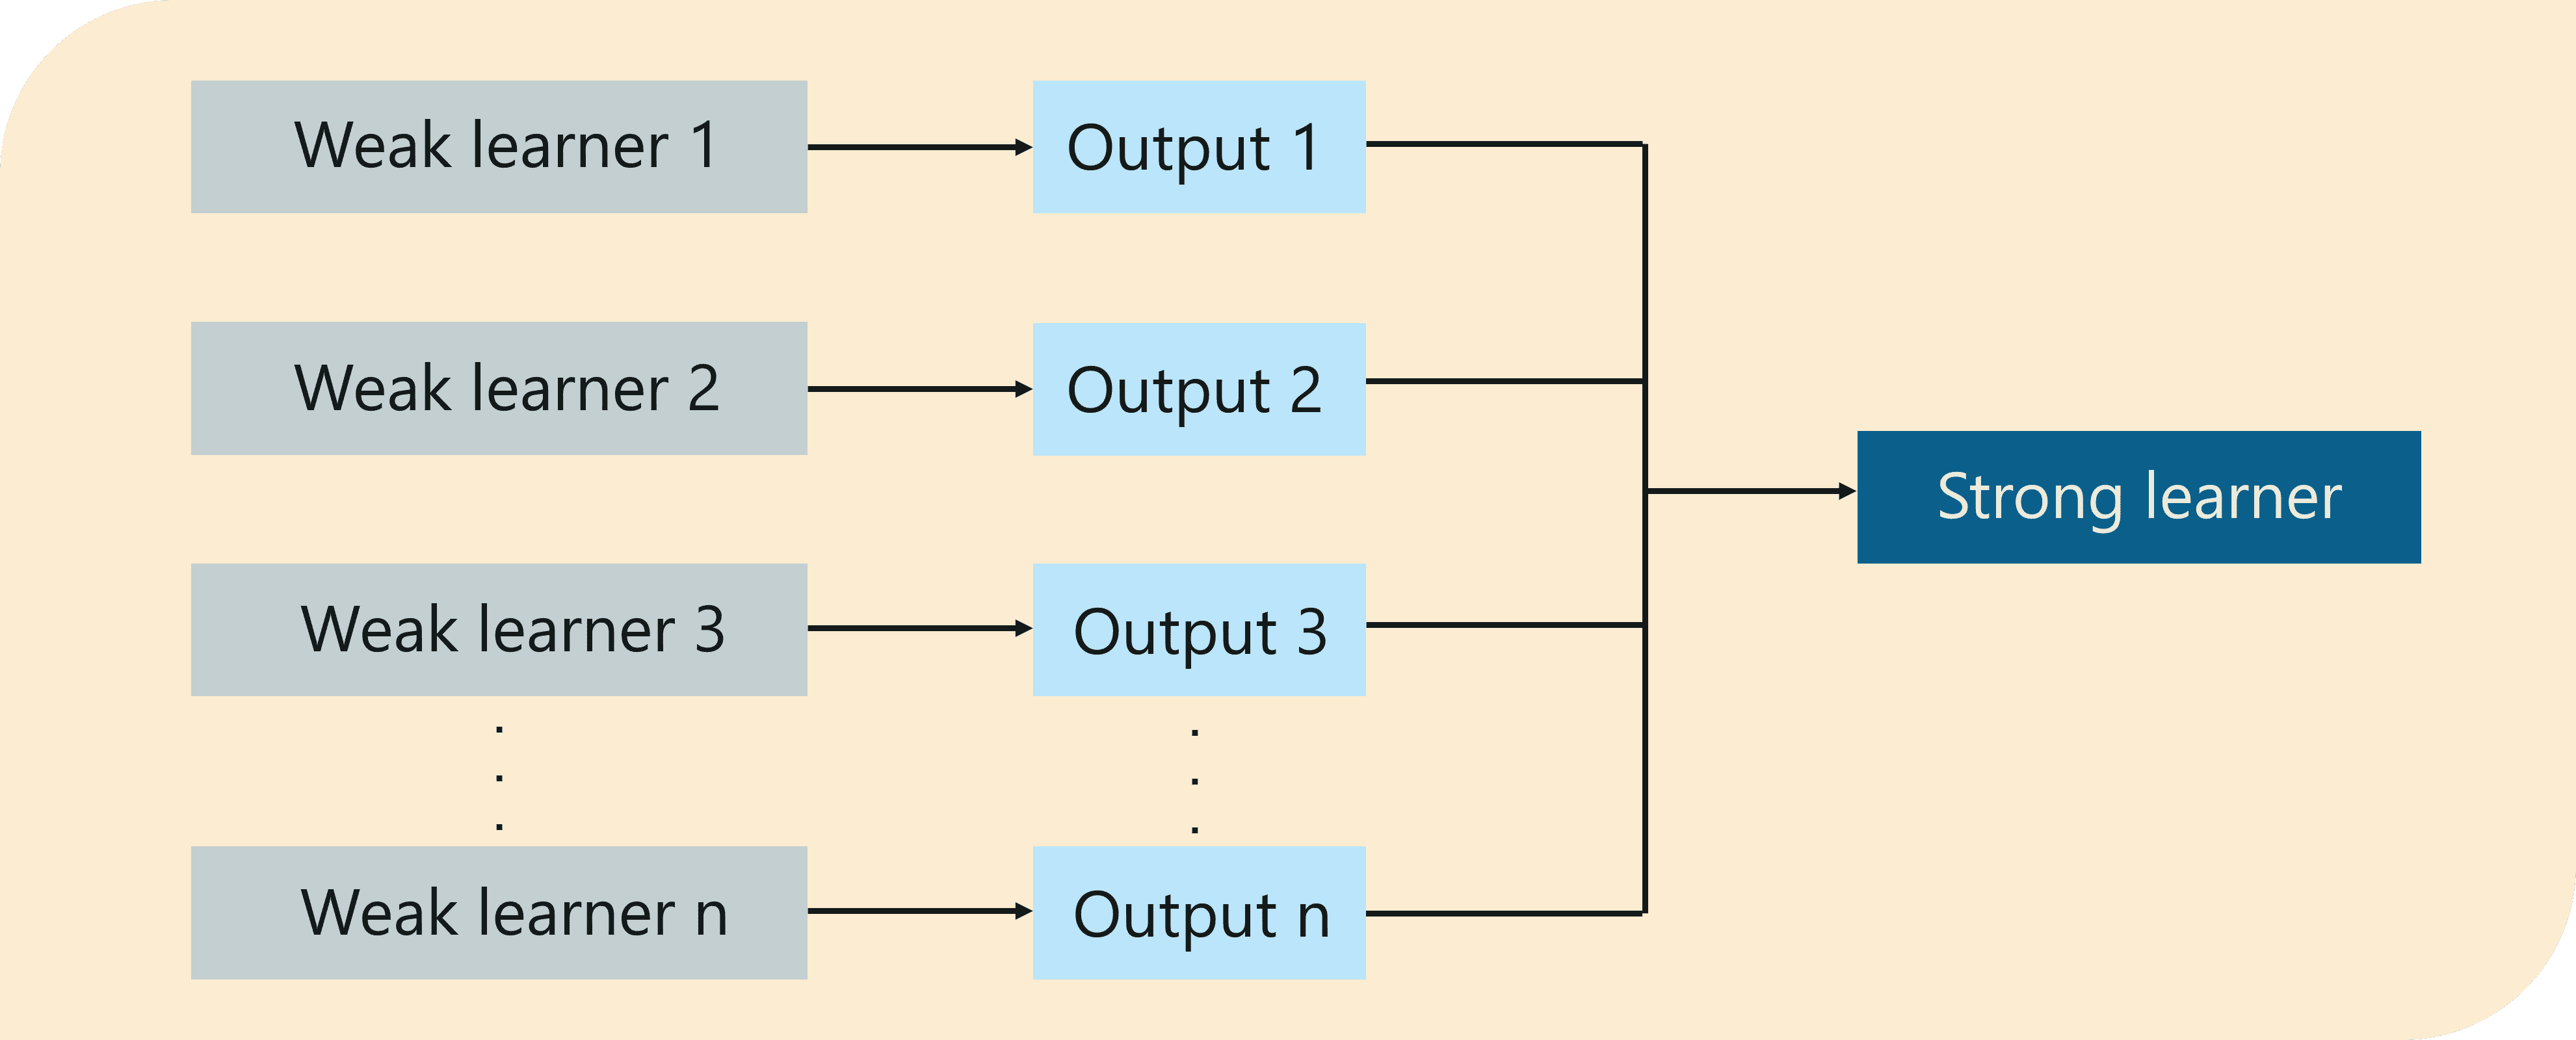 Weak learner 1
Output 1
Weak learner 2
Output 2
Strong learner
Weak learner 3
Output 3
.
.
.
.
.
.
Weak learner n
Output n